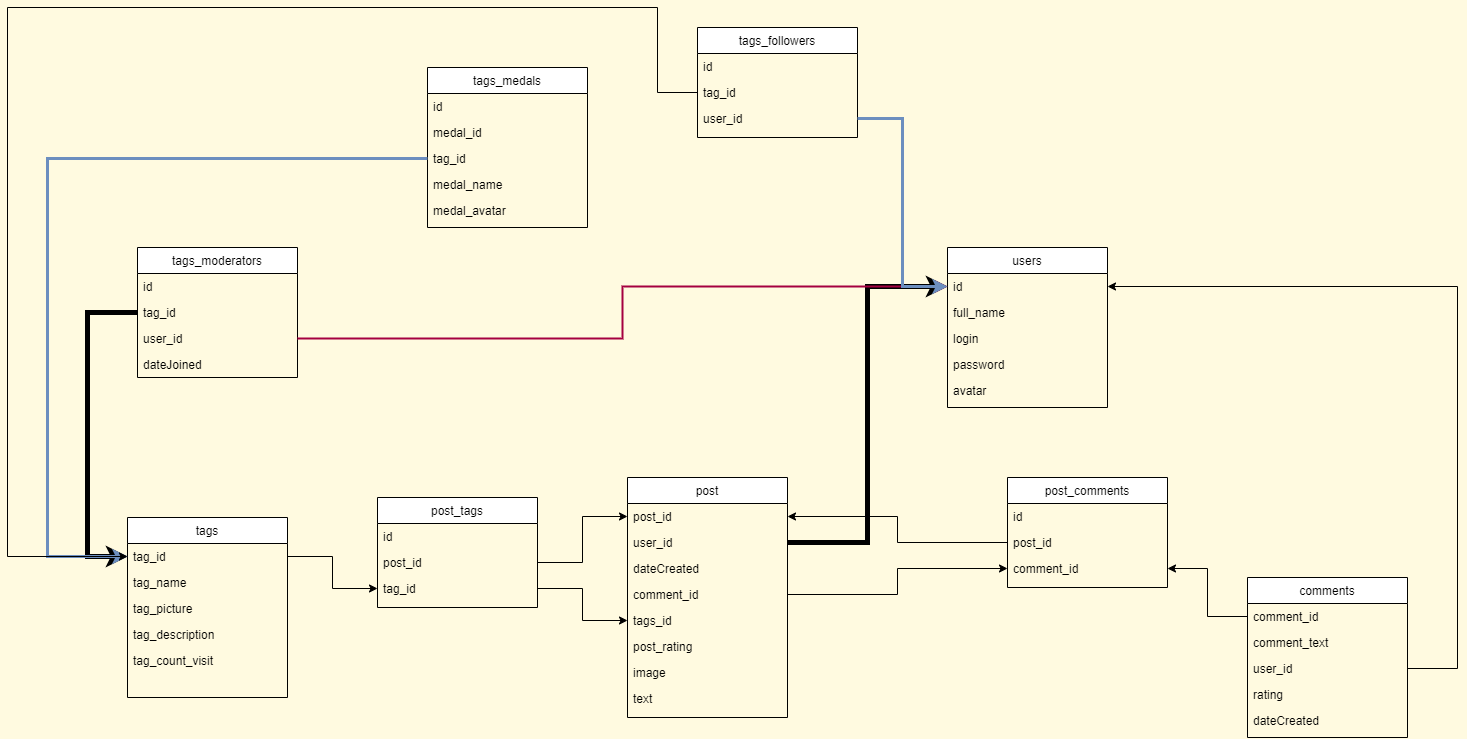 tags_followers
id
tag_id
user_id
tags_medals
id
medal_id
tag_id
medal_name
medal_avatar
tags_moderators
id
tag_id
user_id
dateJoined
users
id
full_name
login
password
avatar
tags
tag_id
tag_name
tag_picture
tag_description
tag_count_visit
post_tags
id
post_id
tag_id
post
post_id
user_id
dateCreated
comment_id
tags_id
post_rating
image
text
post_comments
id
post_id
comment_id
comments
comment_id
comment_text
user_id
rating
dateCreated